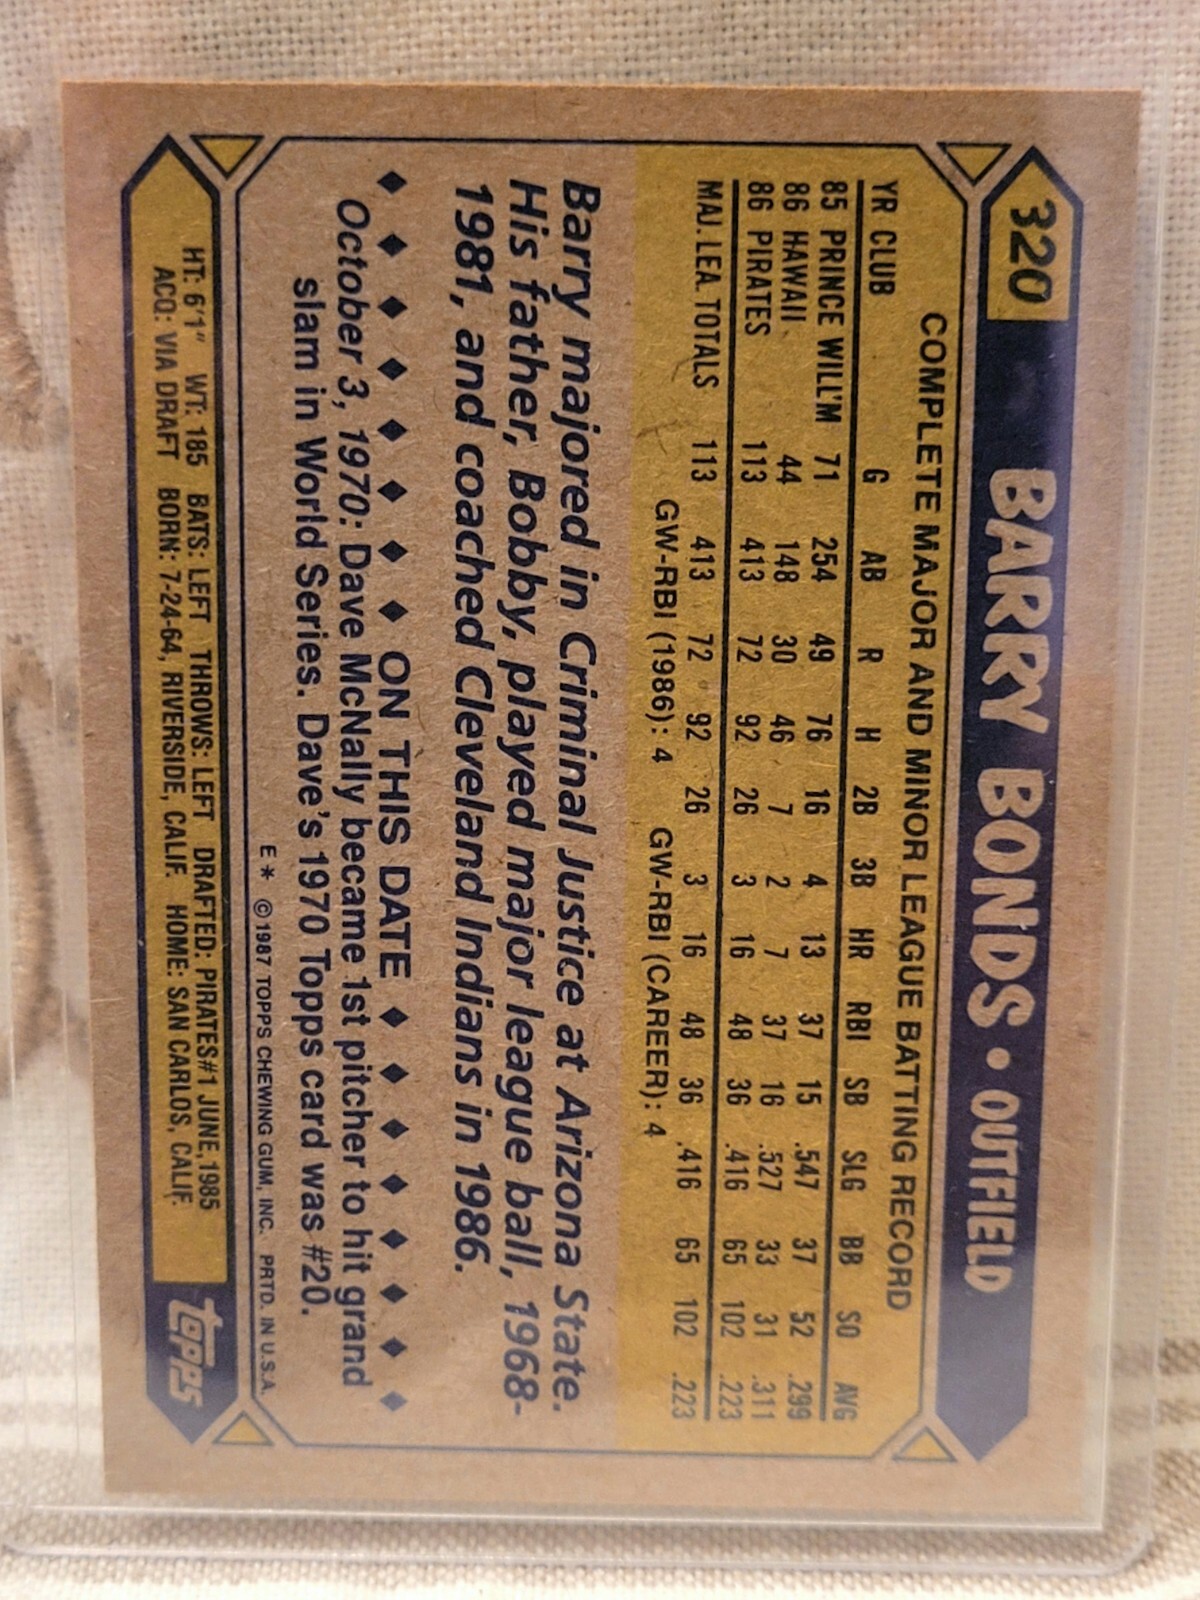 320 BARRY BONDS • OUTFIELD
COMPLETE MAJOR AND MINOR LEAGUE BATTING RECORD
YR CLUB G AB R H 2B 3B HR RBI SB SLG BB SO AVG
85 PRINCE WILL'M 71 254 49 76 16 4 13 37 15 .547 37 52 .299
86 HAWAII 44 148 30 46 7 2 7 37 16 .527 33 31 .311
86 PIRATES 113 413 72 92 26 3 16 48 36 .416 65 102 .223
MAJ. LEA. TOTALS 113 413 72 92 26 3 16 48 36 .416 65 102 .223
GW-RBI (1986): 4 GW-RBI (CAREER): 4
Barry majored in Criminal Justice at Arizona State.
His father, Bobby, played major league ball, 1968-
1981, and coached Cleveland Indians in 1986.
♦ ♦ ♦ ♦ ♦ ♦ ♦ ♦ ON THIS DATE ♦ ♦ ♦ ♦ ♦ ♦ ♦ ♦
October 3, 1970: Dave McNally became 1st pitcher to hit grand
slam in World Series. Dave's 1970 Topps card was #20.
E* ©1987 TOPPS CHEWING GUM, INC. PRTD. IN U.S.A.
HT: 6'1" WT: 185 BATS: LEFT THROWS: LEFT DRAFTED: PIRATES#1 JUNE,1985
ACQ: VIA DRAFT BORN: 7-24-64, RIVERSIDE, CALIF. HOME: SAN CARLOS, CALIF.
topps